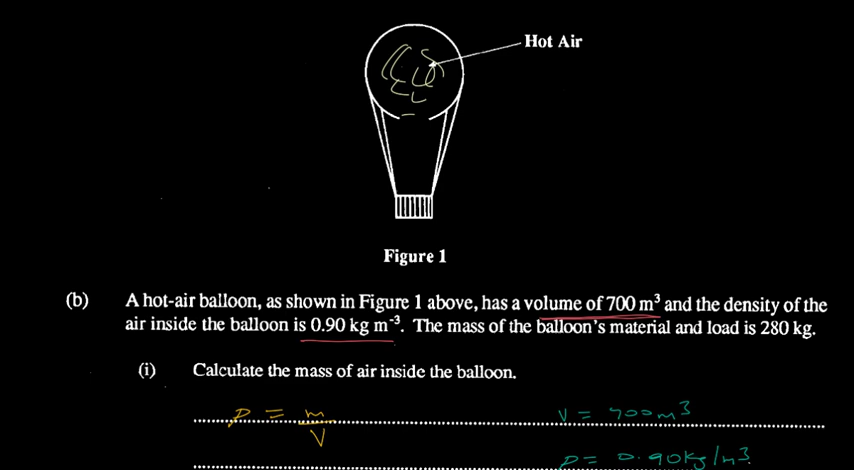 Hot Air
Figure 1
(b) A hot-air balloon, as shown in Figure 1 above, has a volume of 700 m³ and the density of the
air inside the balloon is 0.90 kg m⁻³. The mass of the balloon's material and load is 280 kg.
(i) Calculate the mass of air inside the balloon.
ρ = m/V
V = 700m³
ρ = 0.90kg/m³